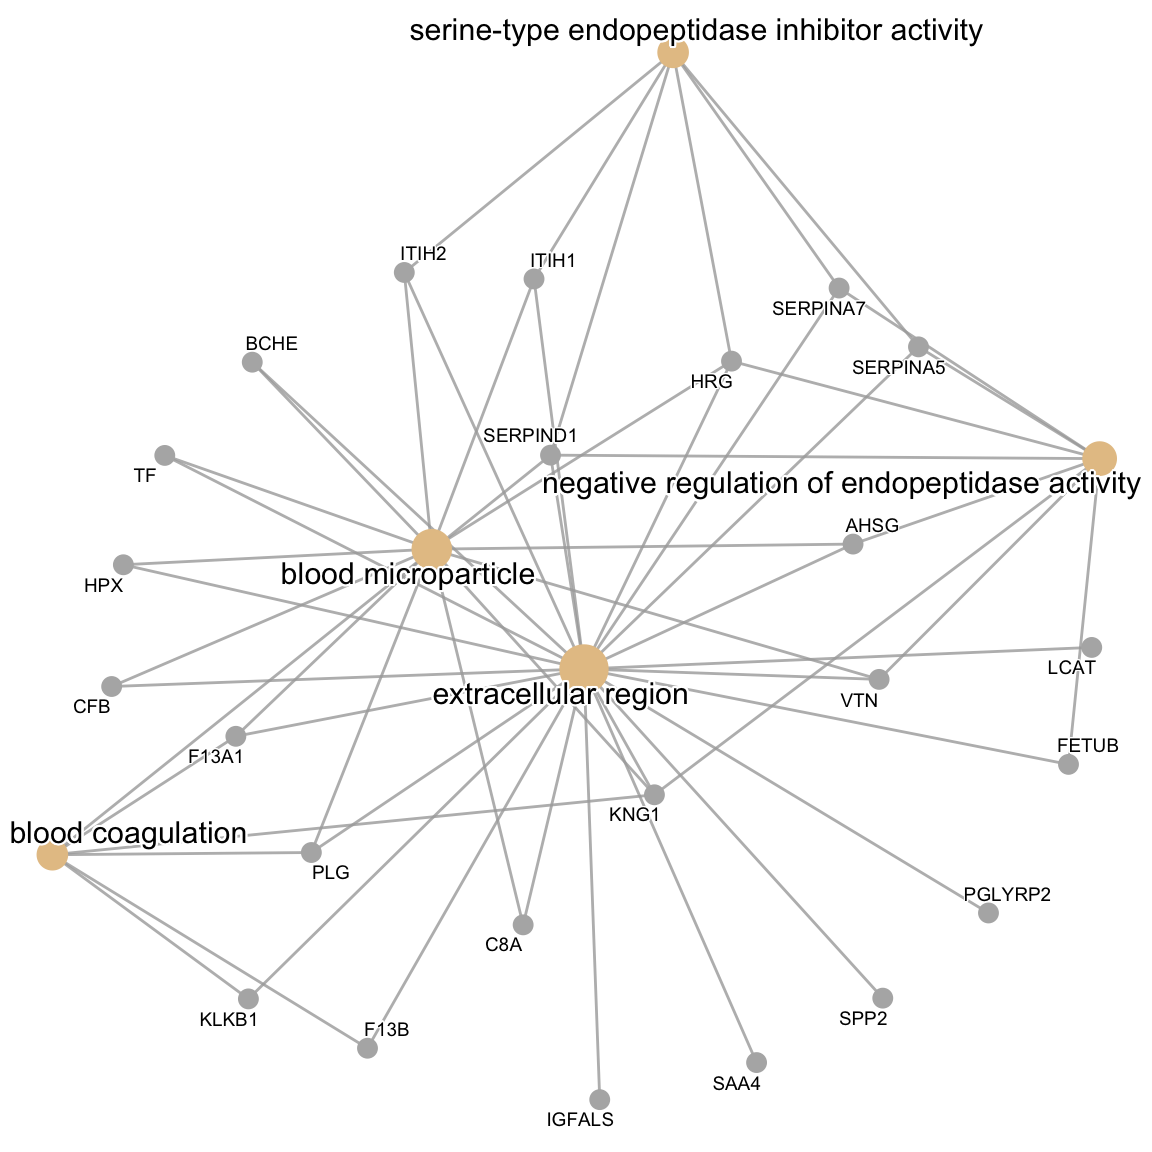 serine-type endopeptidase inhibitor activity
ITIH2
ITIH1
SERPINA7
BCHE
SERPINA5
HRG
SERPIND1
TF
negative regulation of endopeptidase activity
AHSG
blood microparticle
HPX
LCAT
extracellular region
VTN
CFB
FETUB
F13A1
KNG1
blood coagulation
PLG
PGLYRP2
C8A
SPP2
KLKB1
F13B
SAA4
IGFALS